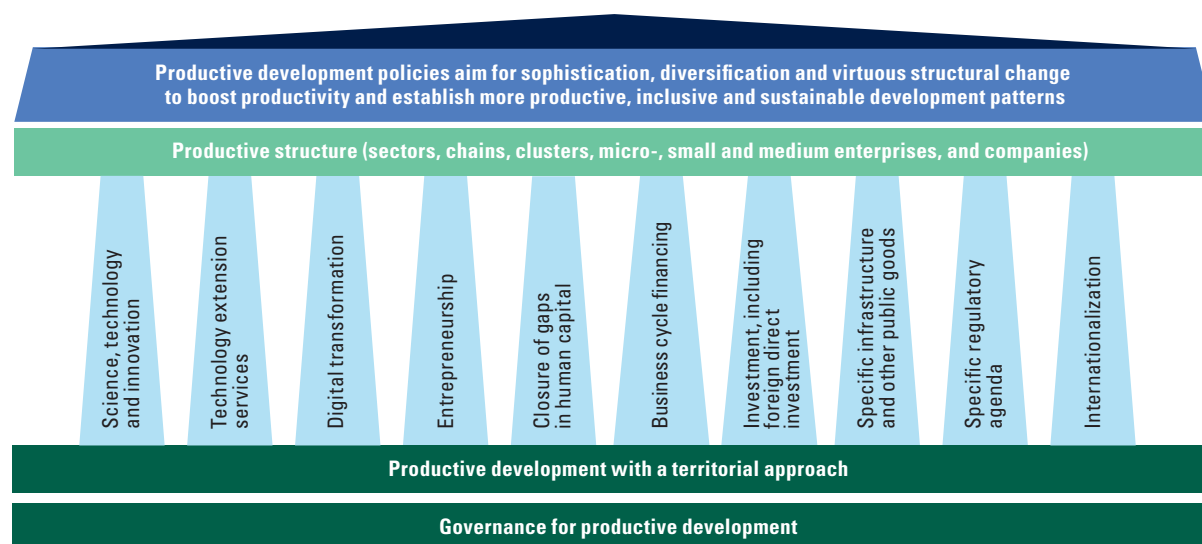 Productive development policies aim for sophistication, diversification and virtuous structural change
to boost productivity and establish more productive, inclusive and sustainable development patterns
Productive structure (sectors, chains, clusters, micro-, small and medium enterprises, and companies)
Science, technology
and innovation
Technology extension
services
Digital transformation
Entrepreneurship
Closure of gaps
in human capital
Business cycle financing
Investment, including
foreign direct
investment
Specific infrastructure
and other public goods
Specific regulatory
agenda
Internationalization
Productive development with a territorial approach
Governance for productive development